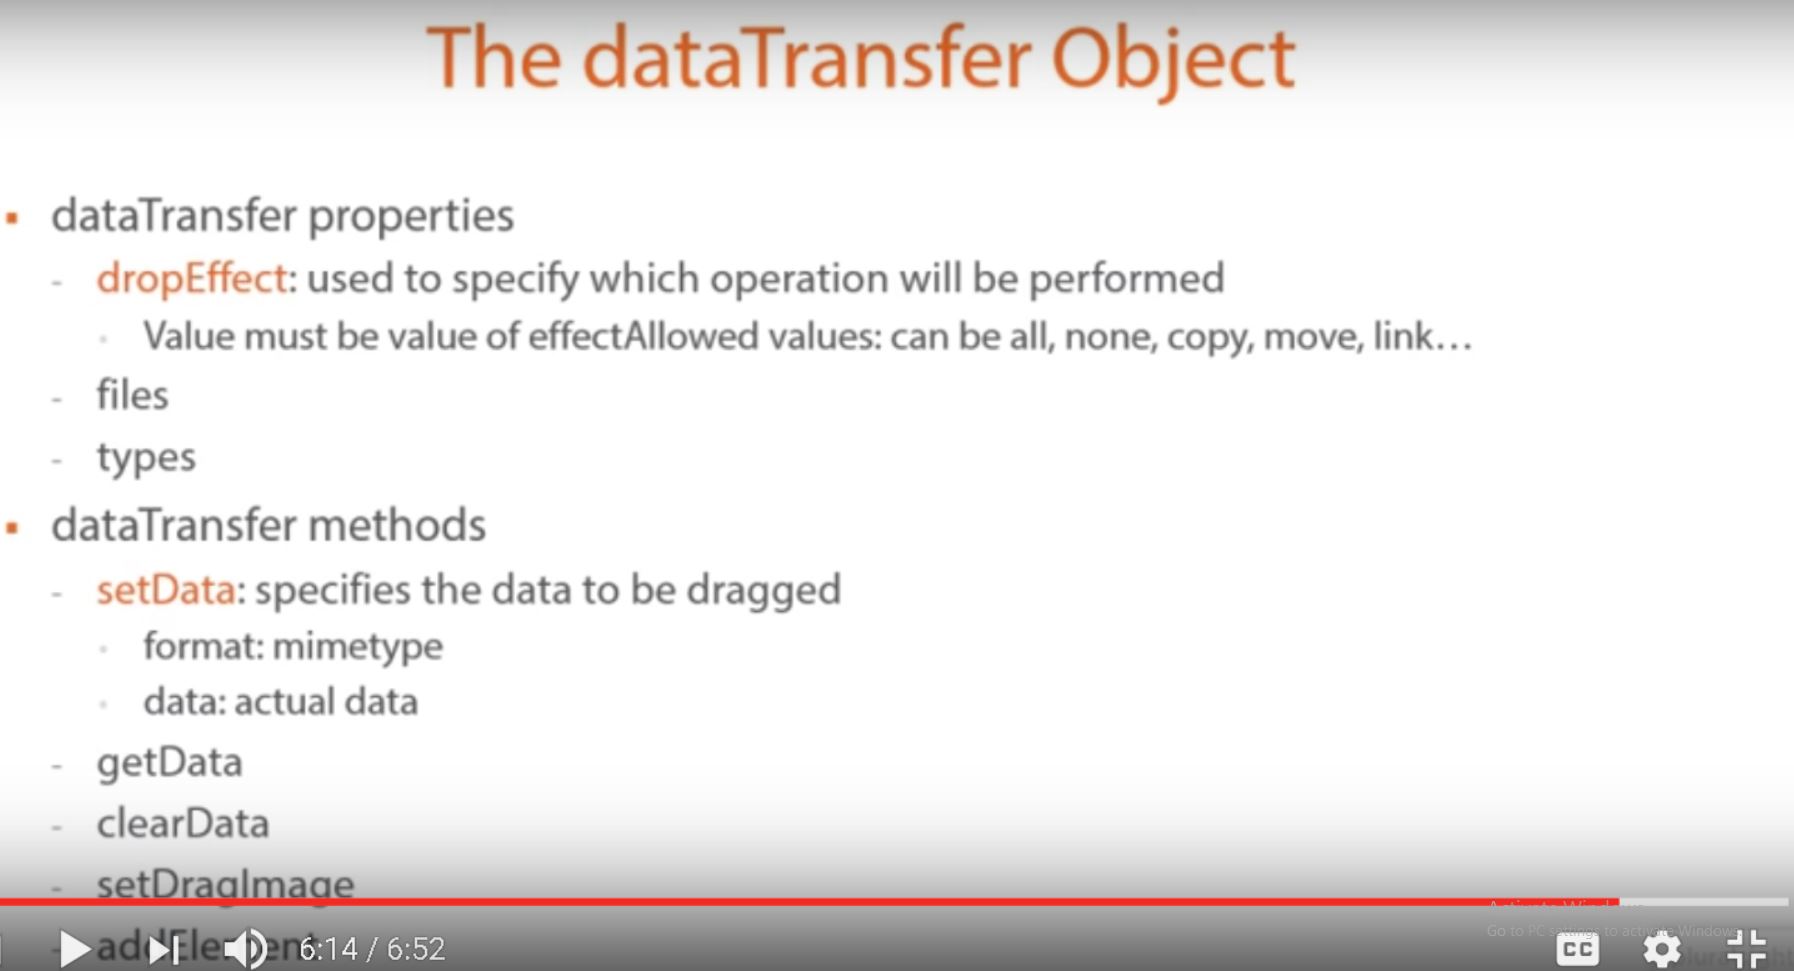 The dataTransfer Object
▪ dataTransfer properties
- dropEffect: used to specify which operation will be performed
• Value must be value of effectAllowed values: can be all, none, copy, move, link...
- files
- types
▪ dataTransfer methods
- setData: specifies the data to be dragged
• format: mimetype
• data: actual data
- getData
- clearData
- setDragImage
- addElement
6:14 / 6:52
CC
Activate Windows
Go to PC settings to activate Windows.